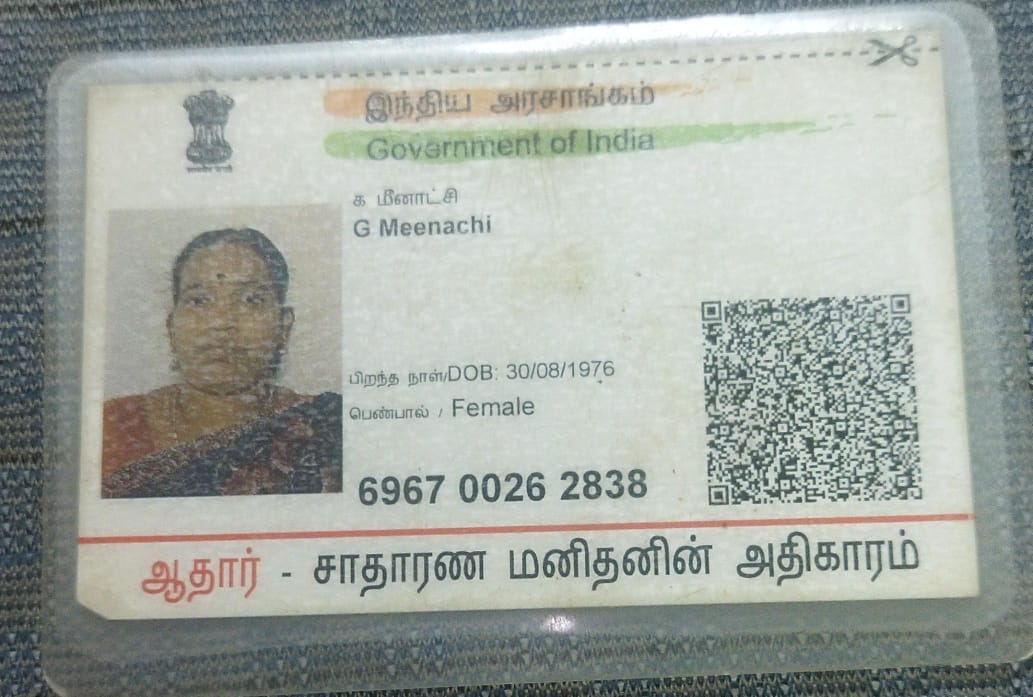 இந்திய அரசாங்கம்
Government of India
க மீனாட்சி
G Meenachi
பிறந்த நாள்/DOB: 30/08/1976
பெண்பால் / Female
6967 0026 2838
ஆதார் - சாதாரண மனிதனின் அதிகாரம்